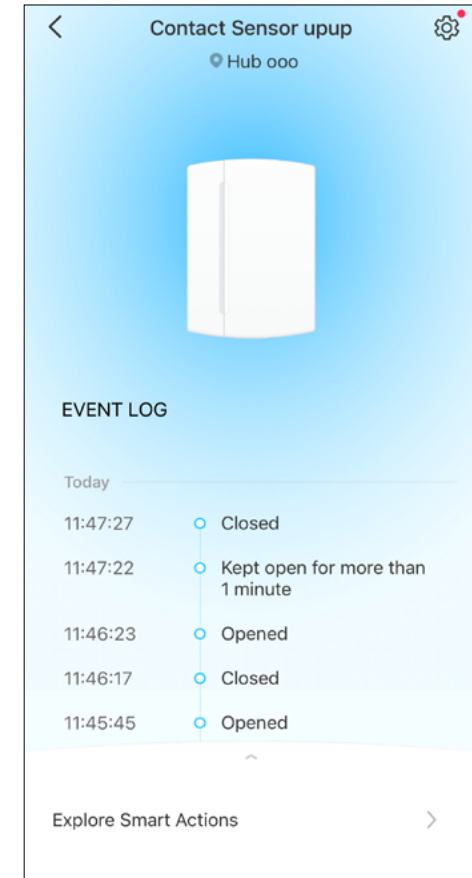 Contact Sensor upup
Hub ooo
EVENT LOG
Today
11:47:27 Closed
11:47:22 Kept open for more than
1 minute
11:46:23 Opened
11:46:17 Closed
11:45:45 Opened
Explore Smart Actions